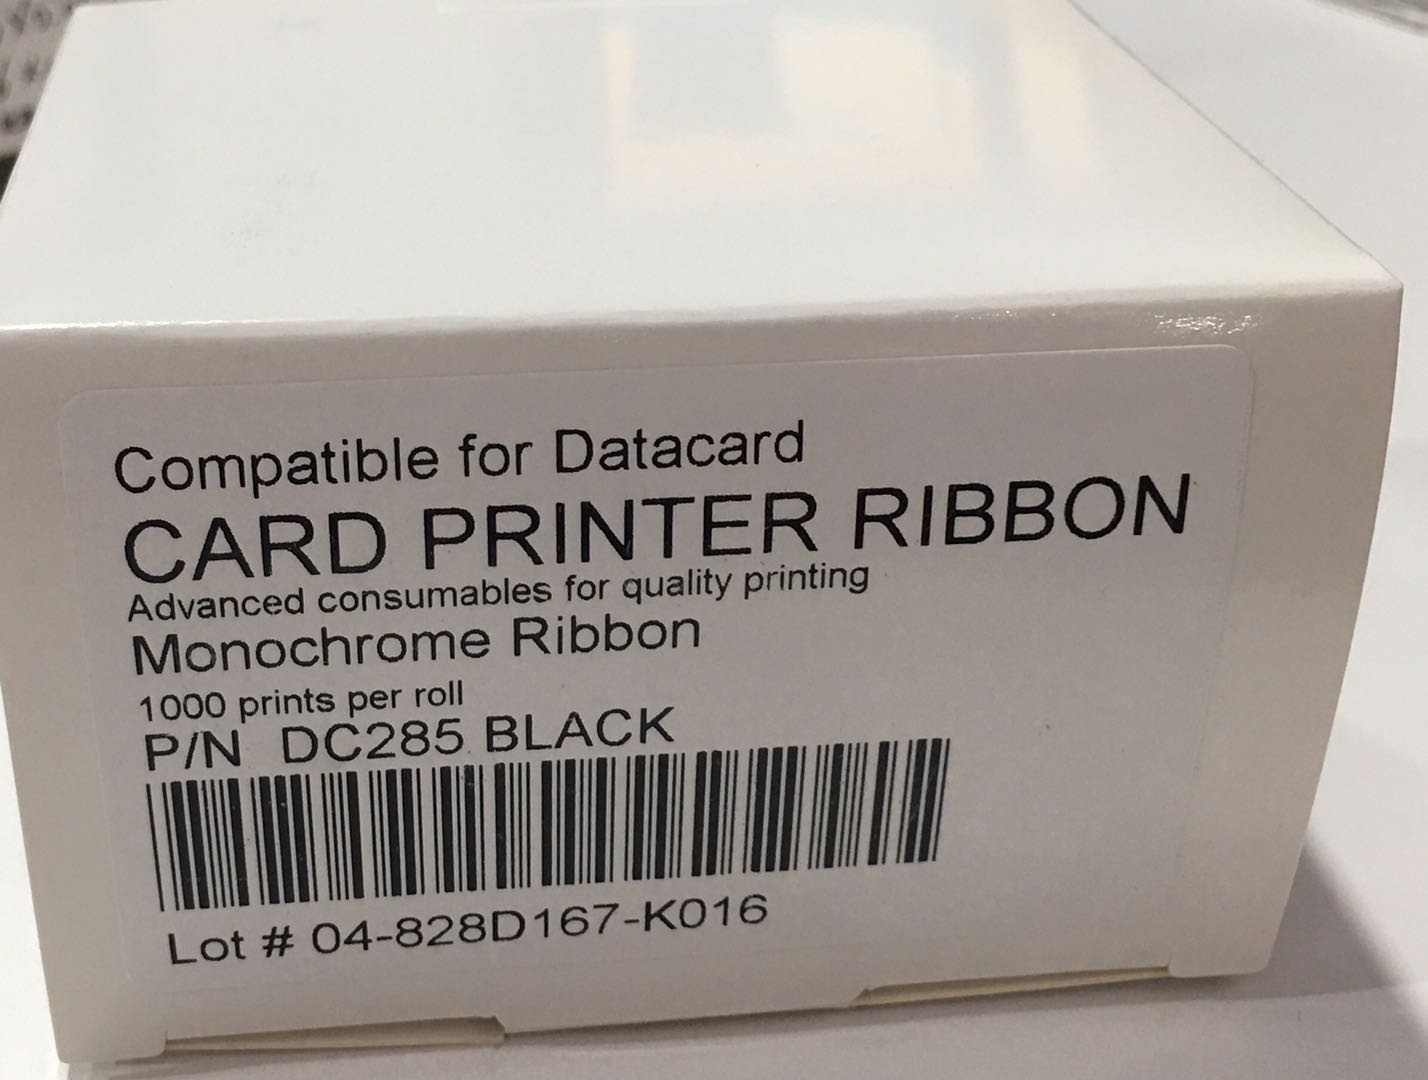 Compatible for Datacard
CARD PRINTER RIBBON
Advanced consumables for quality printing
Monochrome Ribbon
1000 prints per roll
P/N DC285 BLACK
Lot # 04-828D167-K016